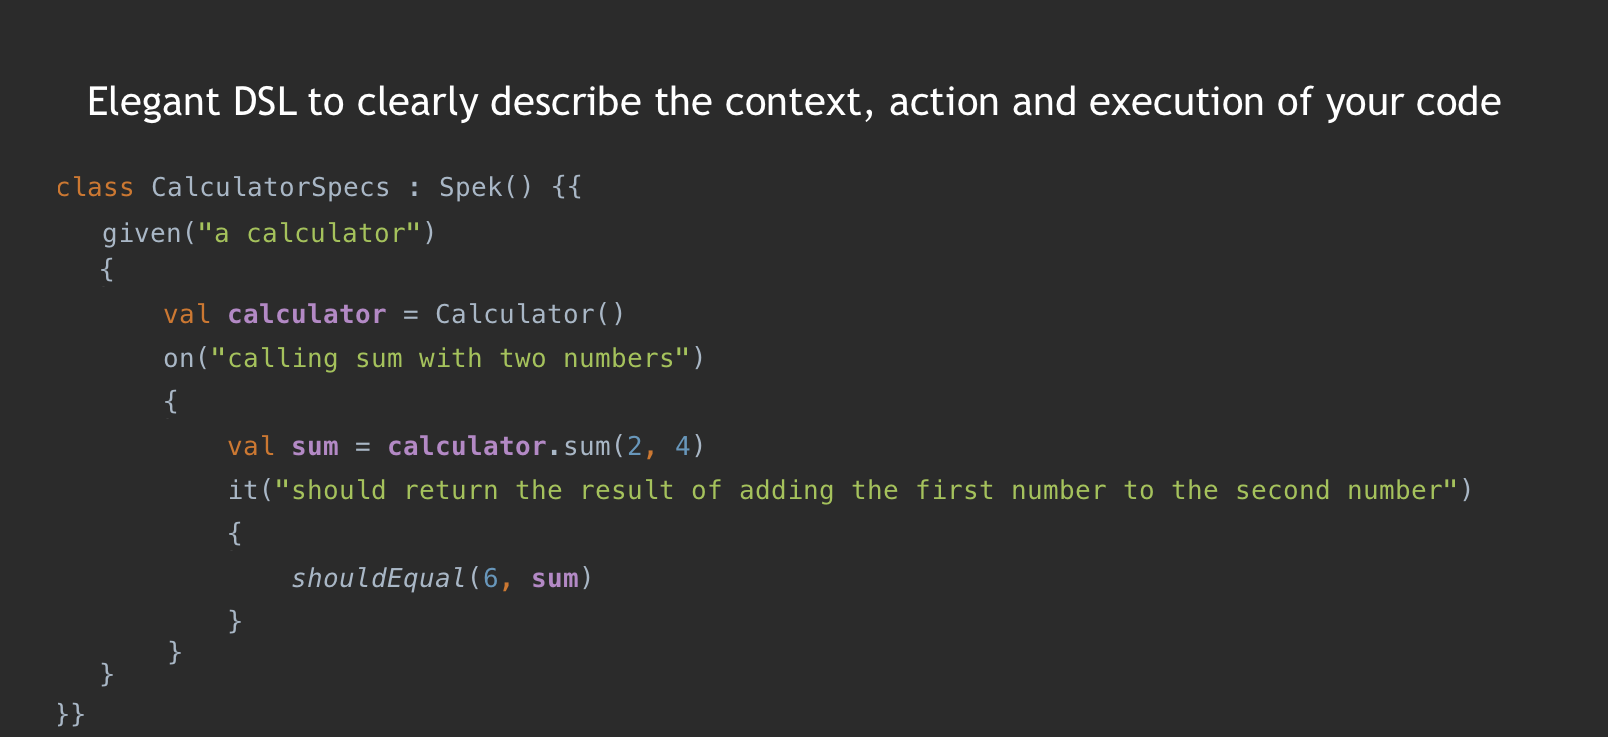 Elegant DSL to clearly describe the context, action and execution of your code
class CalculatorSpecs : Spek() {{
given("a calculator")
{
val calculator = Calculator()
on("calling sum with two numbers")
{
val sum = calculator.sum(2, 4)
it("should return the result of adding the first number to the second number")
{
shouldEqual(6, sum)
}
}
}
}}